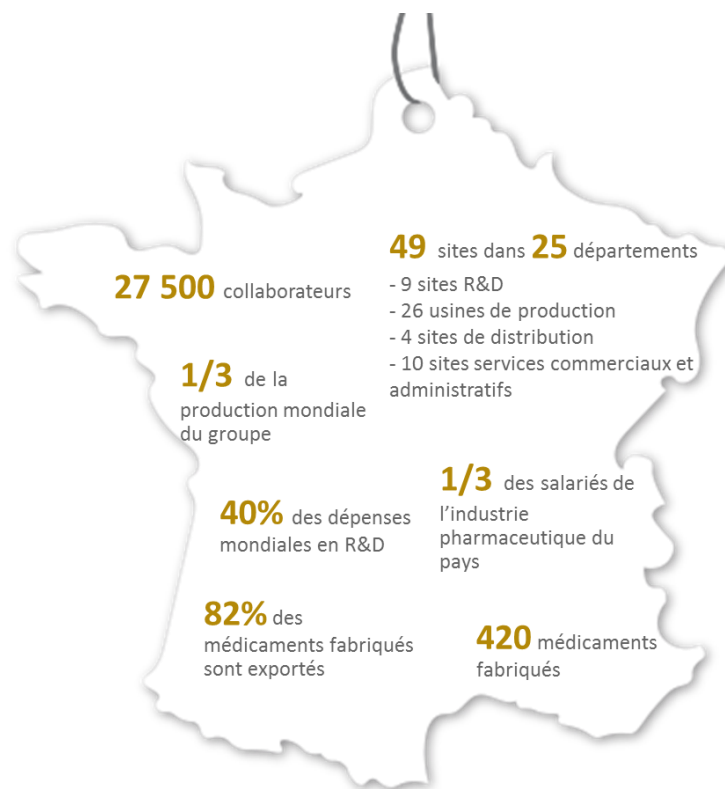 49 sites dans 25 départements
- 9 sites R&D
- 26 usines de production
- 4 sites de distribution
- 10 sites services commerciaux et
administratifs
27 500 collaborateurs
1/3 de la
production mondiale
du groupe
1/3 des salariés de
l’industrie
pharmaceutique du
pays
40% des dépenses
mondiales en R&D
82% des
médicaments fabriqués
sont exportés
420 médicaments
fabriqués